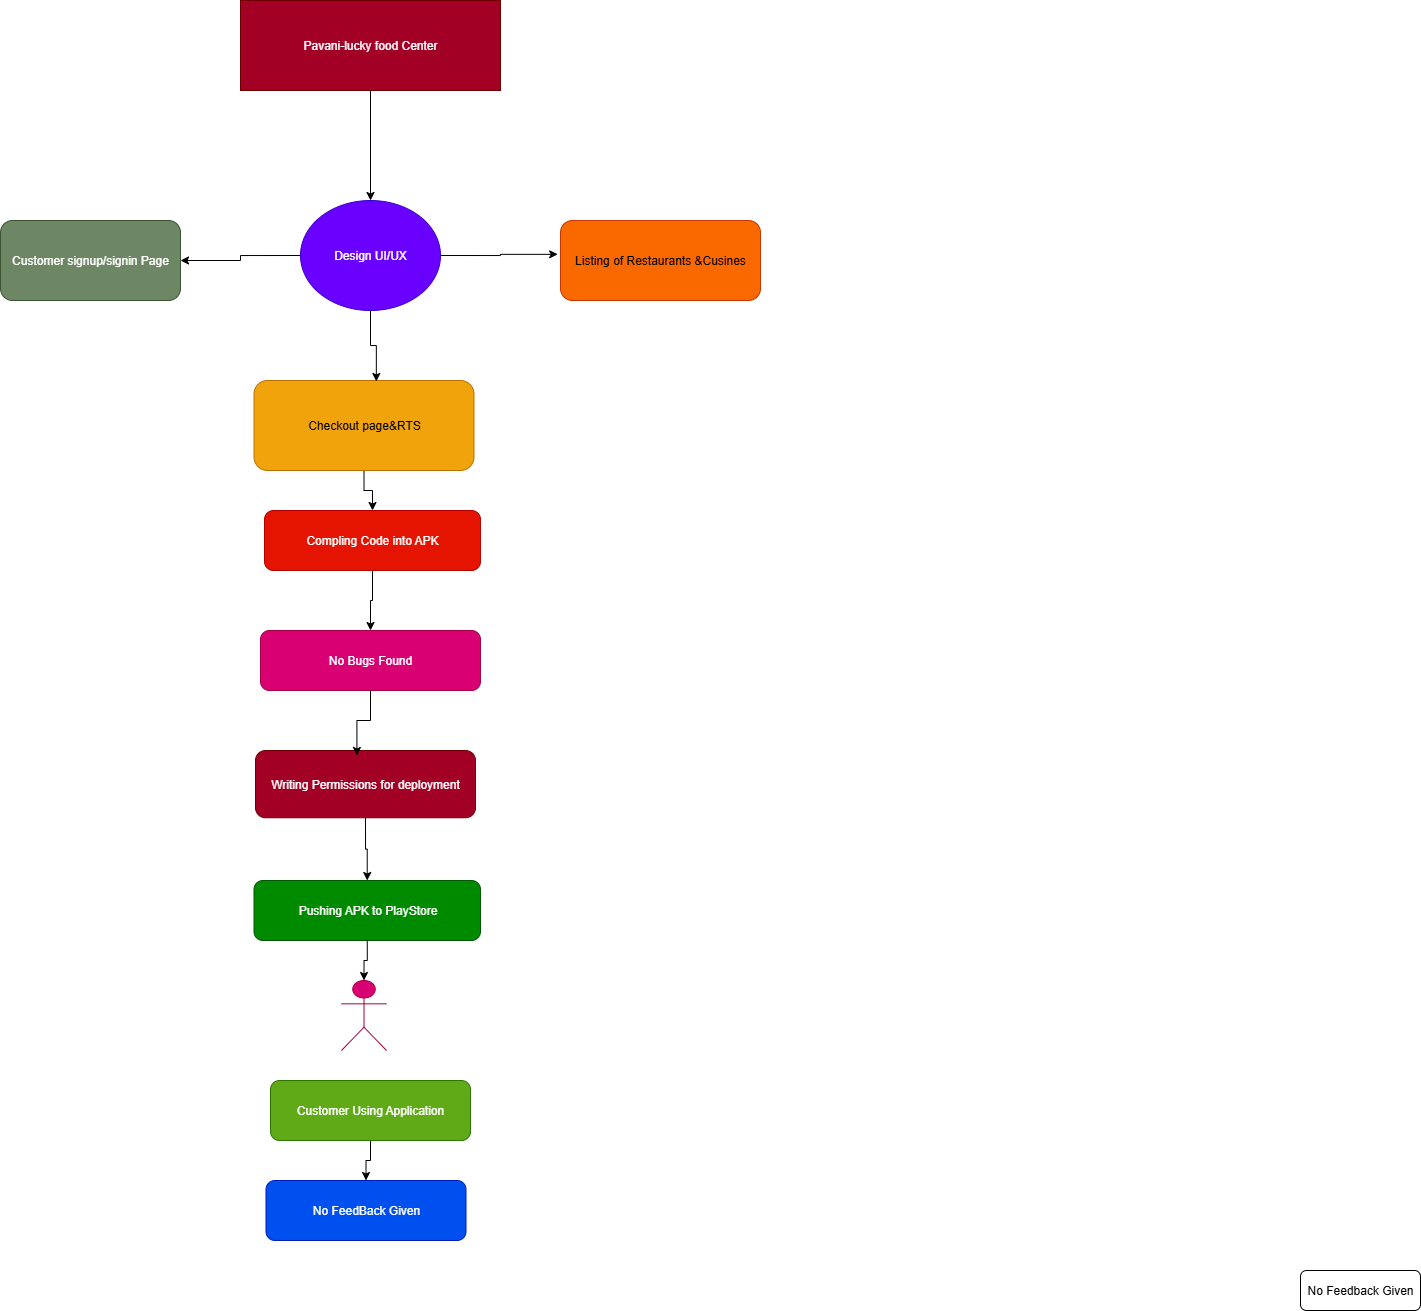 Pavani-lucky food Center
Customer signup/signin Page
Design UI/UX
Listing of Restaurants &Cusines
Checkout page&RTS
Compling Code into APK
No Bugs Found
Writing Permissions for deployment
Pushing APK to PlayStore
Customer Using Application
No FeedBack Given
No Feedback Given